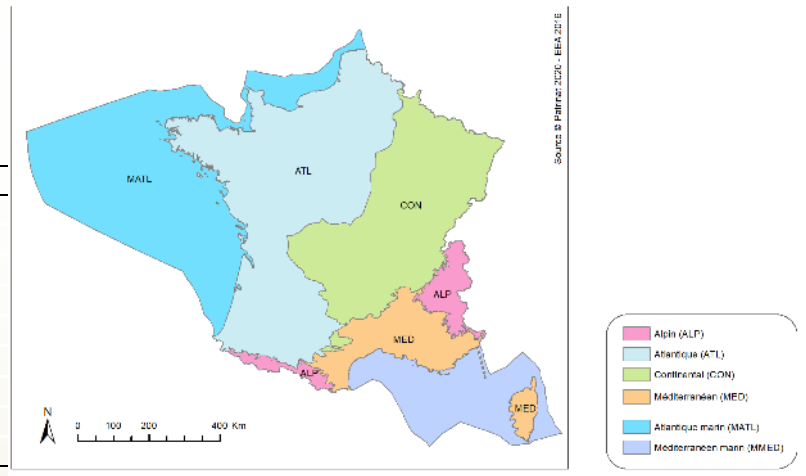 Source © Patrinat 2020 - EEA 2016
MATL
ATL
CON
ALP
MED
ALP
MED
N
0 100 200 400 Km
Alpin (ALP)
Atlantique (ATL)
Continental (CON)
Méditerranéen (MED)
Atlantique marin (MATL)
Méditerranéen marin (MMED)